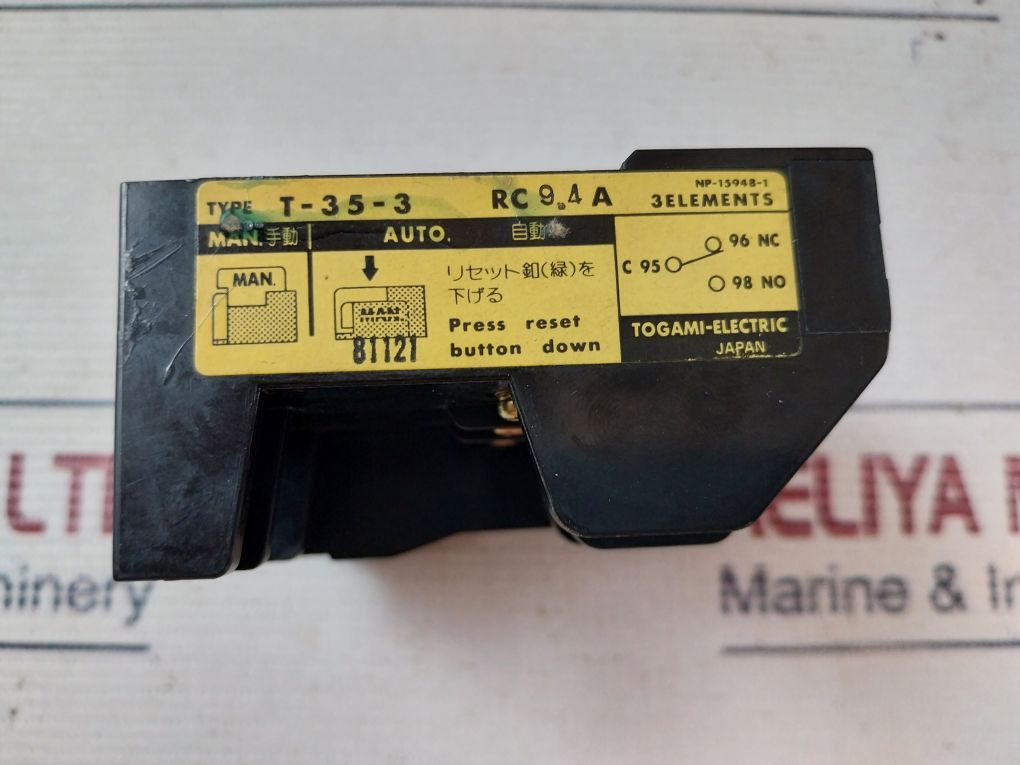 NP-15948-1
TYPE T-35-3 RC 9.4 A 3ELEMENTS
MAN. 手動 AUTO. 自動
MAN.
リセット釦(緑)を
下げる
MAN.
81121
Press reset
button down
96 NC
C 95
98 NO
TOGAMI-ELECTRIC
JAPAN
LT
ELIYA
hinery
Marine & In